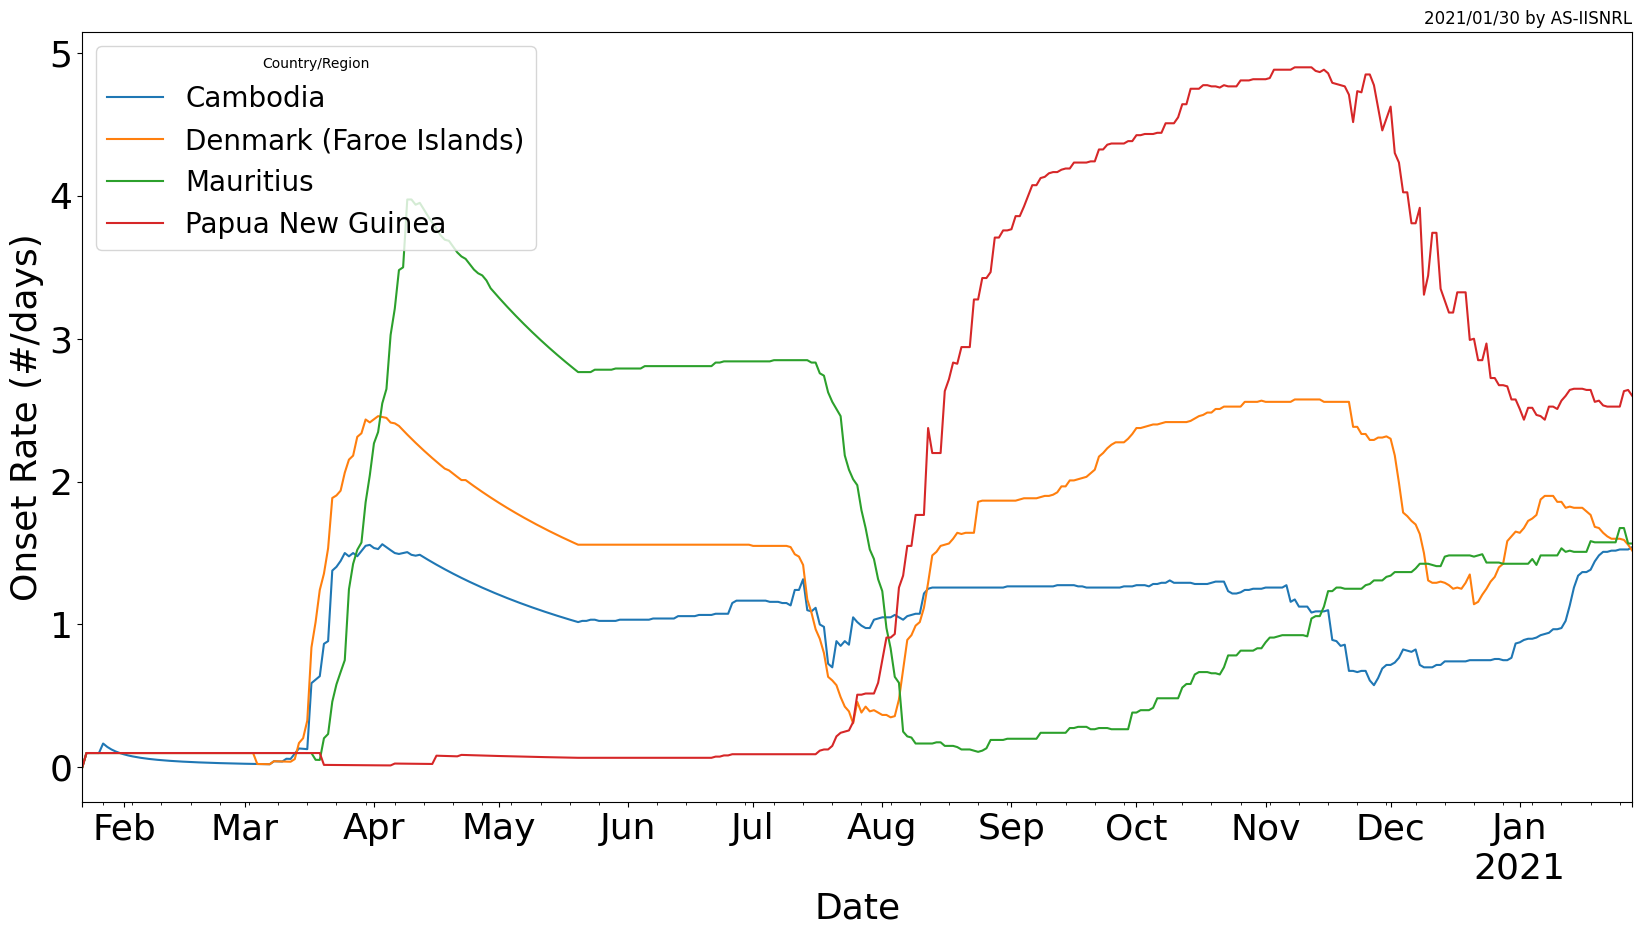 2021/01/30 by AS-IISNRL
Country/Region
Cambodia
Denmark (Faroe Islands)
Mauritius
Papua New Guinea
Onset Rate (#/days)
5
4
3
2
1
0
Feb Mar Apr May Jun Jul Aug Sep Oct Nov Dec Jan
2021
Date